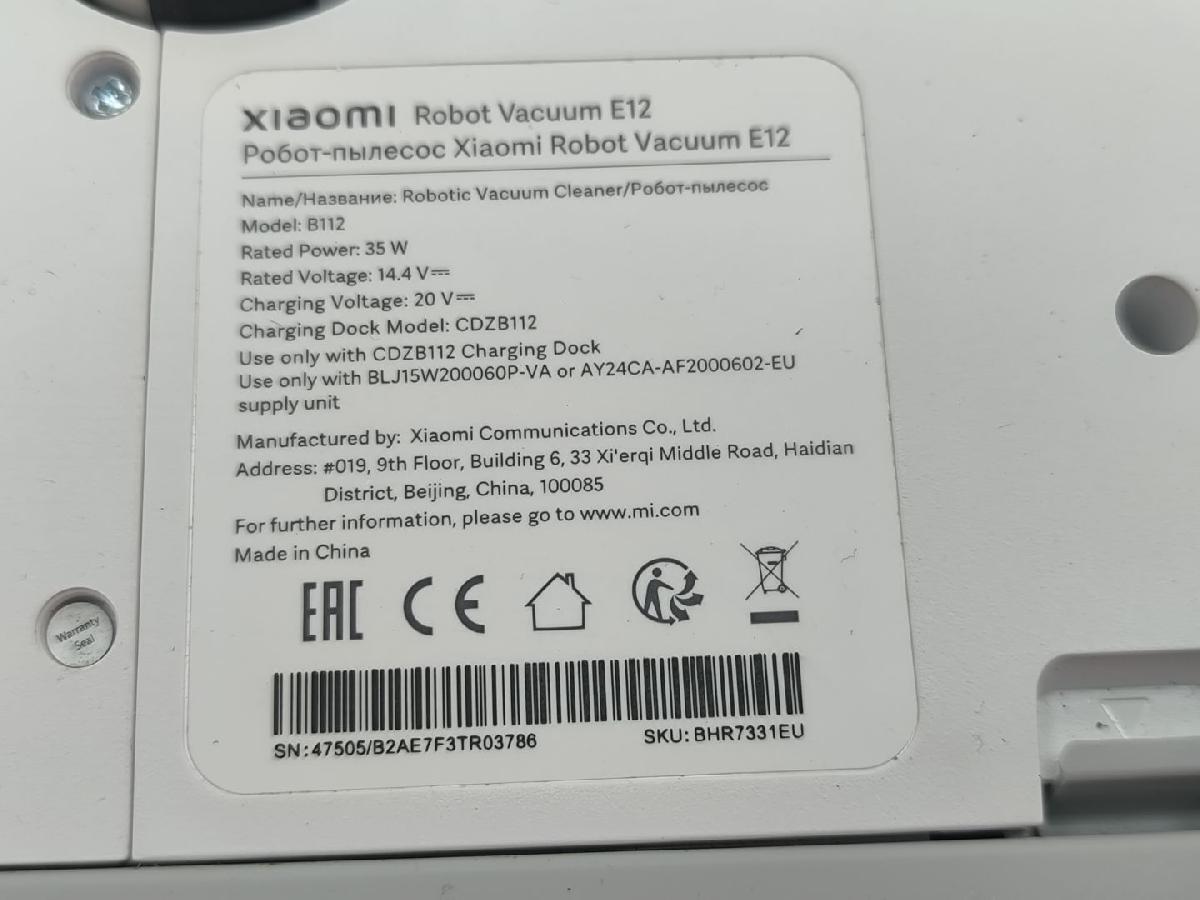 xiaomi Robot Vacuum E12
Робот-пылесос Xiaomi Robot Vacuum E12
Name/Название: Robotic Vacuum Cleaner/Робот-пылесос
Model: B112
Rated Power: 35 W
Rated Voltage: 14.4 V⎓
Charging Voltage: 20 V⎓
Charging Dock Model: CDZB112
Use only with CDZB112 Charging Dock
Use only with BLJ15W200060P-VA or AY24CA-AF2000602-EU
supply unit
Manufactured by: Xiaomi Communications Co., Ltd.
Address: #019, 9th Floor, Building 6, 33 Xi'erqi Middle Road, Haidian
District, Beijing, China, 100085
For further information, please go to www.mi.com
Made in China
EAC CE
Warranty
Seal
SN:47505/B2AE7F3TR03786 SKU: BHR7331EU